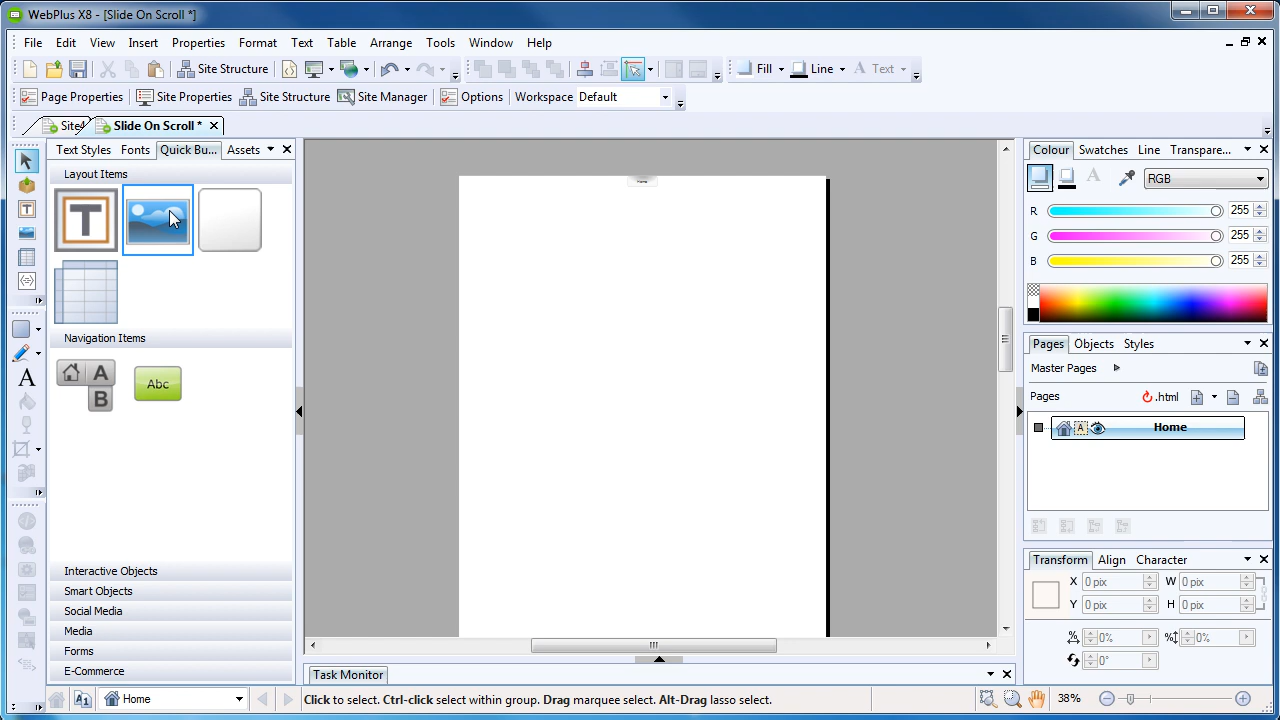 WebPlus X8 - [Slide On Scroll *]
File Edit View Insert Properties Format Text Table Arrange Tools Window Help
Site Structure Fill Line A Text
Page Properties Site Properties Site Structure Site Manager Options Workspace Default
Site Slide On Scroll *
Text Styles Fonts Quick Bu... Assets Colour Swatches Line Transpare...
Layout Items
T
A RGB
R 255
G 255
B 255
Navigation Items
A
B
Abc
Pages Objects Styles
Master Pages
Pages .html
A Home
A
Interactive Objects
Smart Objects
Social Media
Media
Forms
E-Commerce
Transform Align Character
X 0 pix W 0 pix
Y 0 pix H 0 pix
0% 0%
0°
Task Monitor
Home Click to select. Ctrl-click select within group. Drag marquee select. Alt-Drag lasso select. 38%